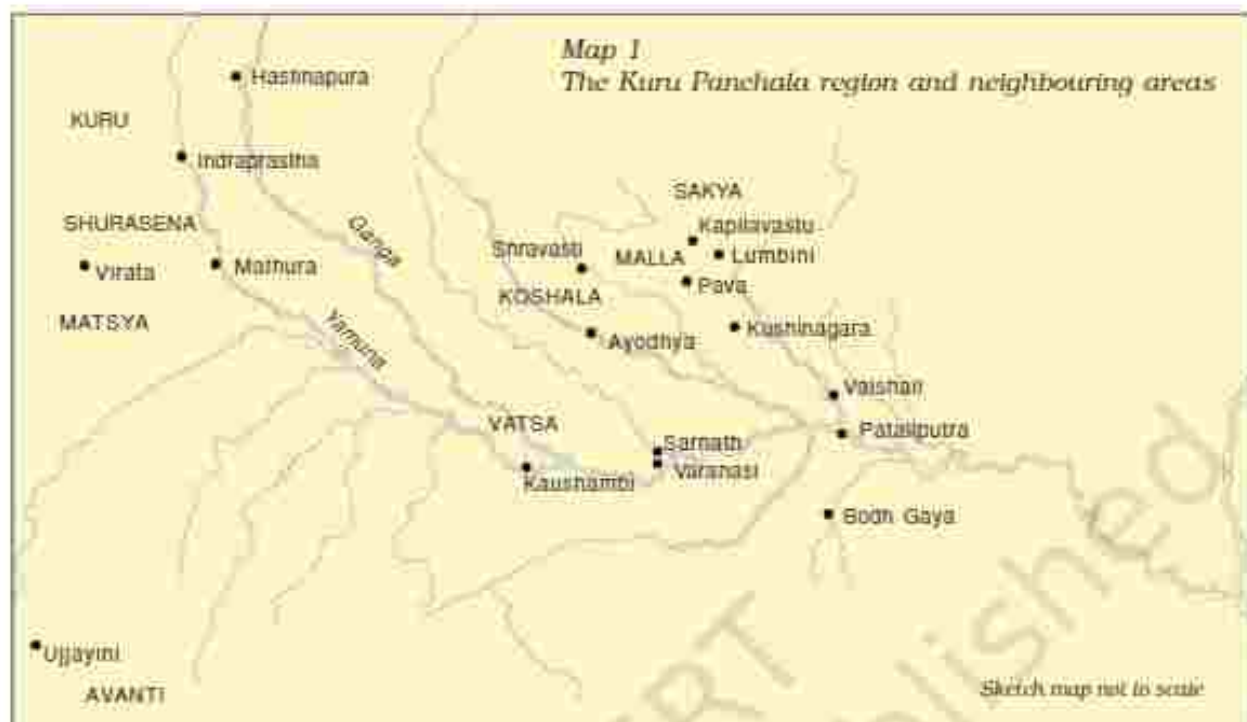 Map 1
The Kuru Panchala region and neighbouring areas
Hastinapura
KURU
Indraprastha
SAKYA
Kapilavastu
SHURASENA
Ganga
Shravasti
MALLA
Lumbini
Virata
Mathura
Pava
KOSHALA
MATSYA
Yamuna
Ayodhya
Kushinagara
Vaishali
VATSA
Pataliputra
Sarnath
Varanasi
Kaushambi
Bodh Gaya
Ujjayini
AVANTI
Sketch map not to scale